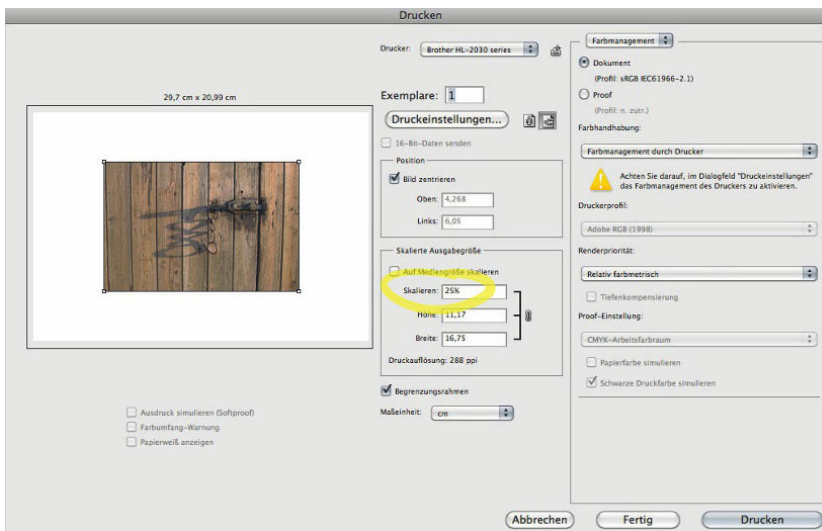 Drucken
Drucker: Brother HL-2030 series
29,7 cm x 20,99 cm
Exemplare: 1
Druckeinstellungen...
16-Bit-Daten senden
Position
Bild zentrieren
Oben: 4,268
Links: 6,05
Skalierte Ausgabegröße
Auf Mediengröße skalieren
Skalieren: 25%
Höhe: 11,17
Breite: 16,75
Druckauflösung: 288 ppi
Begrenzungsrahmen
Maßeinheit: cm
Ausdruck simulieren (Softproof)
Farbumfang-Warnung
Papierweiß anzeigen
Farbmanagement
Dokument
(Profil: sRGB IEC61966-2.1)
Proof
(Profil: n. zutr.)
Farbhandhabung:
Farbmanagement durch Drucker
Achten Sie darauf, im Dialogfeld "Druckeinstellungen"
das Farbmanagement des Druckers zu aktivieren.
Druckerprofil:
Adobe RGB (1998)
Renderpriorität:
Relativ farbmetrisch
Tiefenkompensierung
Proof-Einstellung:
CMYK-Arbeitsfarbraum
Papierfarbe simulieren
Schwarze Druckfarbe simulieren
Abbrechen
Fertig
Drucken